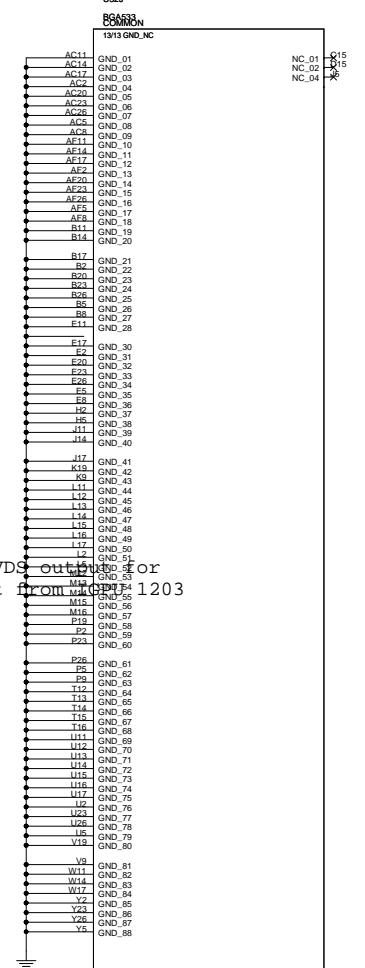 BGA533
COMMON
13/13 GND_NC
AC11 GND_01 NC_01
AC14 GND_02 NC_02
AC17 GND_03 NC_04
AC2 GND_04
AC20 GND_05
AC23 GND_06
AC26 GND_07
AC5 GND_08
AC8 GND_09
AF11 GND_10
AF14 GND_11
AF17 GND_12
AF2 GND_13
AF20 GND_14
AF23 GND_15
AF26 GND_16
AF5 GND_17
AF8 GND_18
B11 GND_19
B14 GND_20
B17 GND_21
B2 GND_22
B20 GND_23
B23 GND_24
B26 GND_25
B5 GND_26
B8 GND_27
E11 GND_28
E17 GND_30
E2 GND_31
E20 GND_32
E23 GND_33
E26 GND_34
E5 GND_35
E8 GND_36
H2 GND_37
H5 GND_38
J11 GND_39
J14 GND_40
J17 GND_41
K19 GND_42
K9 GND_43
L11 GND_44
L12 GND_45
L13 GND_46
L14 GND_47
L15 GND_48
L16 GND_49
L17 GND_50
L2 GND_51
VDS output for
GND_53
from IGPU 1203
M15 GND_56
M16 GND_57
P19 GND_58
P2 GND_59
P23 GND_60
P26 GND_61
P5 GND_62
P9 GND_63
T12 GND_64
T13 GND_65
T14 GND_66
T15 GND_67
T16 GND_68
U11 GND_69
U12 GND_70
U13 GND_71
U14 GND_72
U15 GND_73
U16 GND_74
U17 GND_75
U2 GND_76
U23 GND_77
U26 GND_78
U5 GND_79
V19 GND_80
V9 GND_81
W11 GND_82
W14 GND_83
W17 GND_84
Y2 GND_85
Y23 GND_86
Y26 GND_87
Y5 GND_88